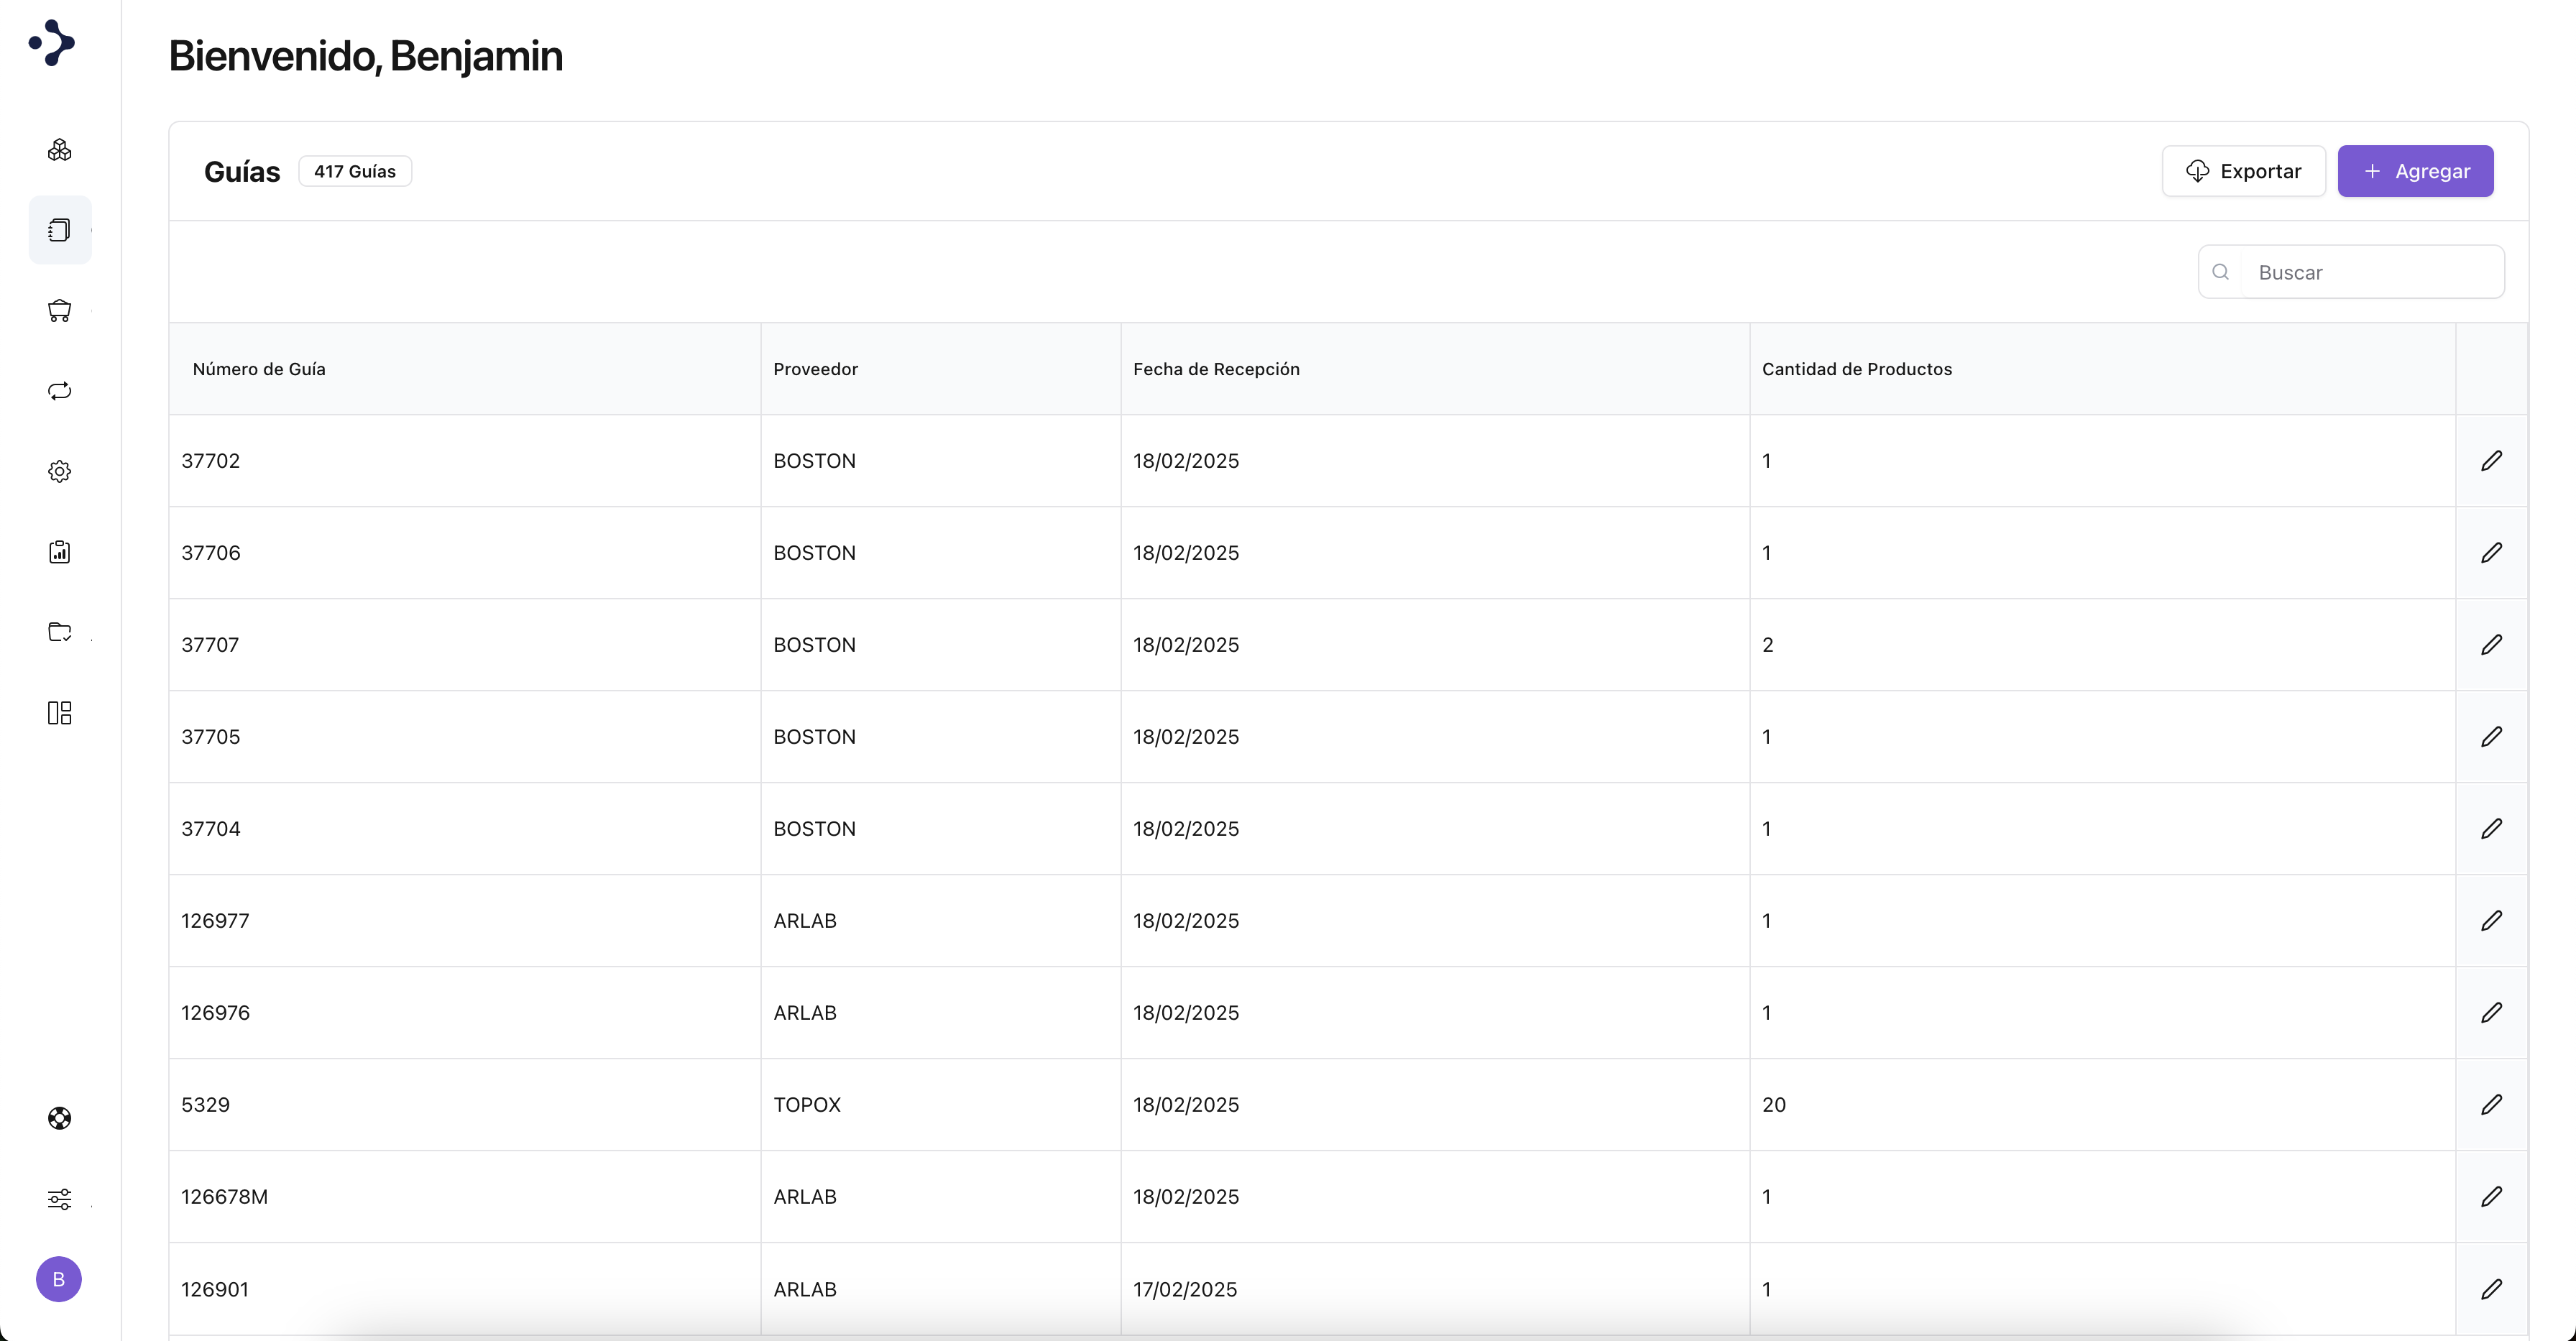 Bienvenido, Benjamin
Guías 417 Guías Exportar Agregar
Buscar
Número de Guía Proveedor Fecha de Recepción Cantidad de Productos
37702 BOSTON 18/02/2025 1
37706 BOSTON 18/02/2025 1
37707 BOSTON 18/02/2025 2
37705 BOSTON 18/02/2025 1
37704 BOSTON 18/02/2025 1
126977 ARLAB 18/02/2025 1
126976 ARLAB 18/02/2025 1
5329 TOPOX 18/02/2025 20
126678M ARLAB 18/02/2025 1
126901 ARLAB 17/02/2025 1
B